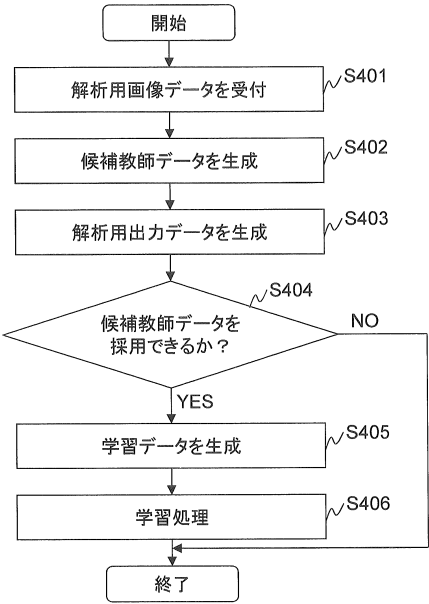 開始
解析用画像データを受付
S401
候補教師データを生成
S402
解析用出力データを生成
S403
S404
候補教師データを
採用できるか?
NO
YES
学習データを生成
S405
学習処理
S406
終了